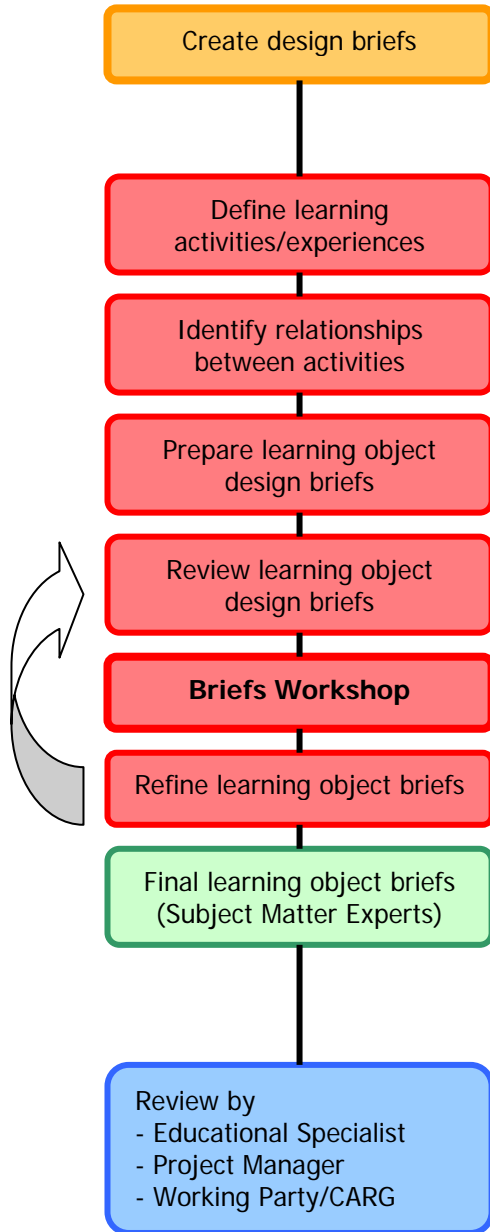 Create design briefs
Define learning
activities/experiences
Identify relationships
between activities
Prepare learning object
design briefs
Review learning object
design briefs
Briefs Workshop
Refine learning object briefs
Final learning object briefs
(Subject Matter Experts)
Review by
- Educational Specialist
- Project Manager
- Working Party/CARG